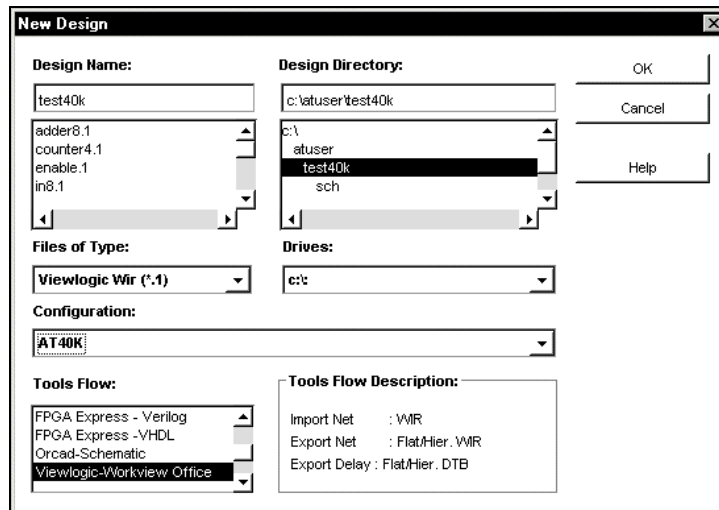 New Design
Design Name:
test40k
adder8.1
counter4.1
enable.1
in8.1
Design Directory:
c:\atuser\test40k
c:\
atuser
test40k
sch
OK
Cancel
Help
Files of Type:
Viewlogic Wir (*.1)
Drives:
c:\:
Configuration:
AT40K
Tools Flow:
FPGA Express - Verilog
FPGA Express -VHDL
Orcad-Schematic
Viewlogic-Workview Office
Tools Flow Description:
Import Net : WIR
Export Net : Flat/Hier. WIR
Export Delay : Flat/Hier. DTB